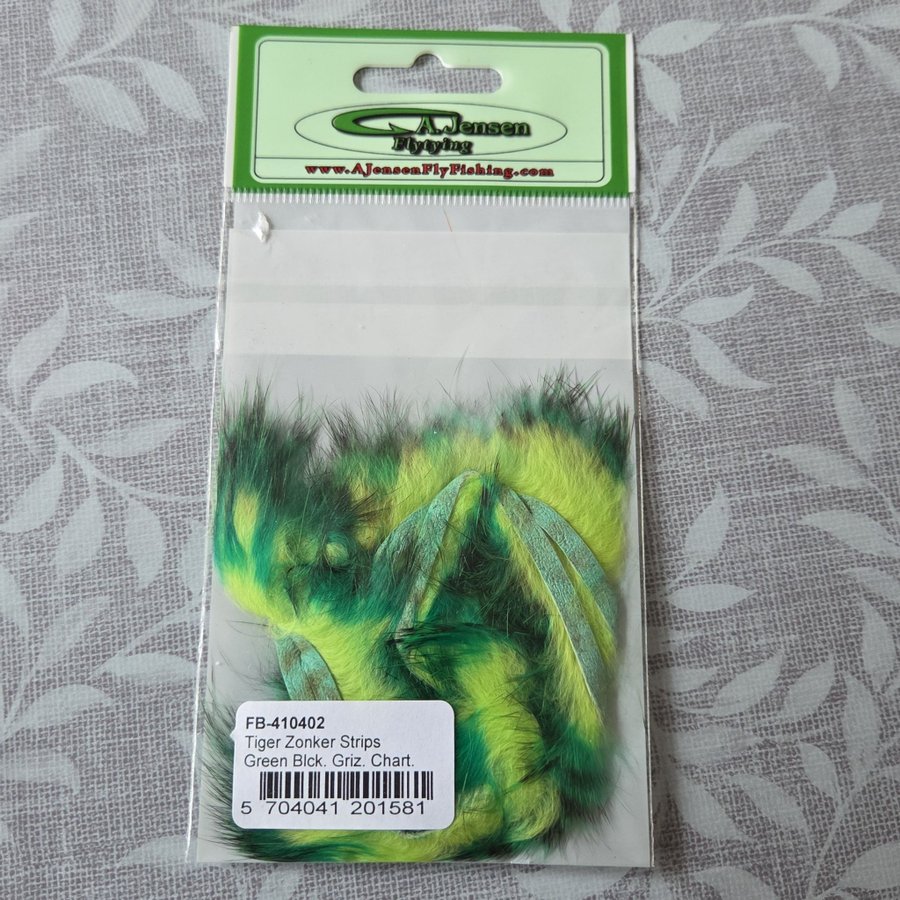 A.Jensen
Flytying
www.AJensenFlyFishing.com
FB-410402
Tiger Zonker Strips
Green Blck. Griz. Chart.
5 704041 201581